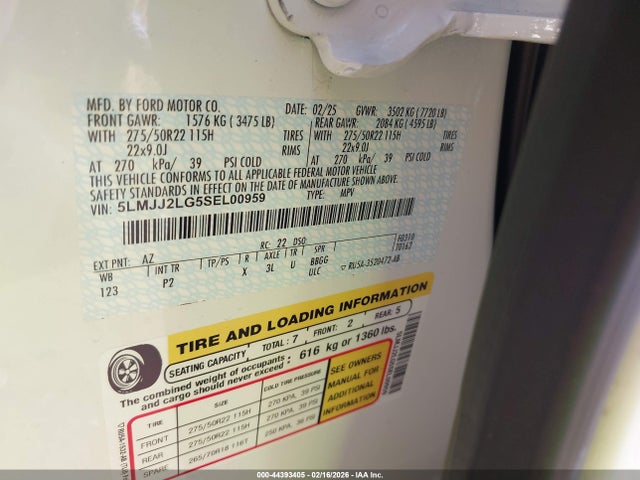 MFD. BY FORD MOTOR CO. DATE: 02/25 GVWR: 3502 KG (7720 LB)
FRONT GAWR: 1576 KG (3475 LB) REAR GAWR: 2084 KG (4595 LB)
WITH 275/50R22 115H TIRES WITH 275/50R22 115H TIRES
22x9.0J RIMS 22x9.0J RIMS
AT 270 kPa/ 39 PSI COLD AT 270 kPa/ 39 PSI COLD
THIS VEHICLE CONFORMS TO ALL APPLICABLE FEDERAL MOTOR VEHICLE
SAFETY STANDARDS IN EFFECT ON THE DATE OF MANUFACTURE SHOWN ABOVE.
VIN: 5LMJJ2LG5SEL00959 TYPE: MPV
EXT PNT: AZ RC: 22 DSO:
WB INT TR TP/PS R AXLE TR SPR
123 P2 X 3L U BBGG
ULC ▽ RU5A-3520472-AB
TIRE AND LOADING INFORMATION
SEATING CAPACITY, TOTAL: 7 FRONT: 2 REAR: 5
The combined weight of occupants
and cargo should never exceed: 616 kg or 1360 lbs.
TIRE SIZE COLD TIRE PRESSURE
FRONT 275/50R22 115H 270 KPA, 39 PSI
REAR 275/50R22 115H 270 KPA, 39 PSI
SPARE 265/70R18 116T 250 KPA, 36 PSI
SEE OWNERS
MANUAL FOR
ADDITIONAL
INFORMATION
000-44393405 - 02/16/2026 - IAAI.CA